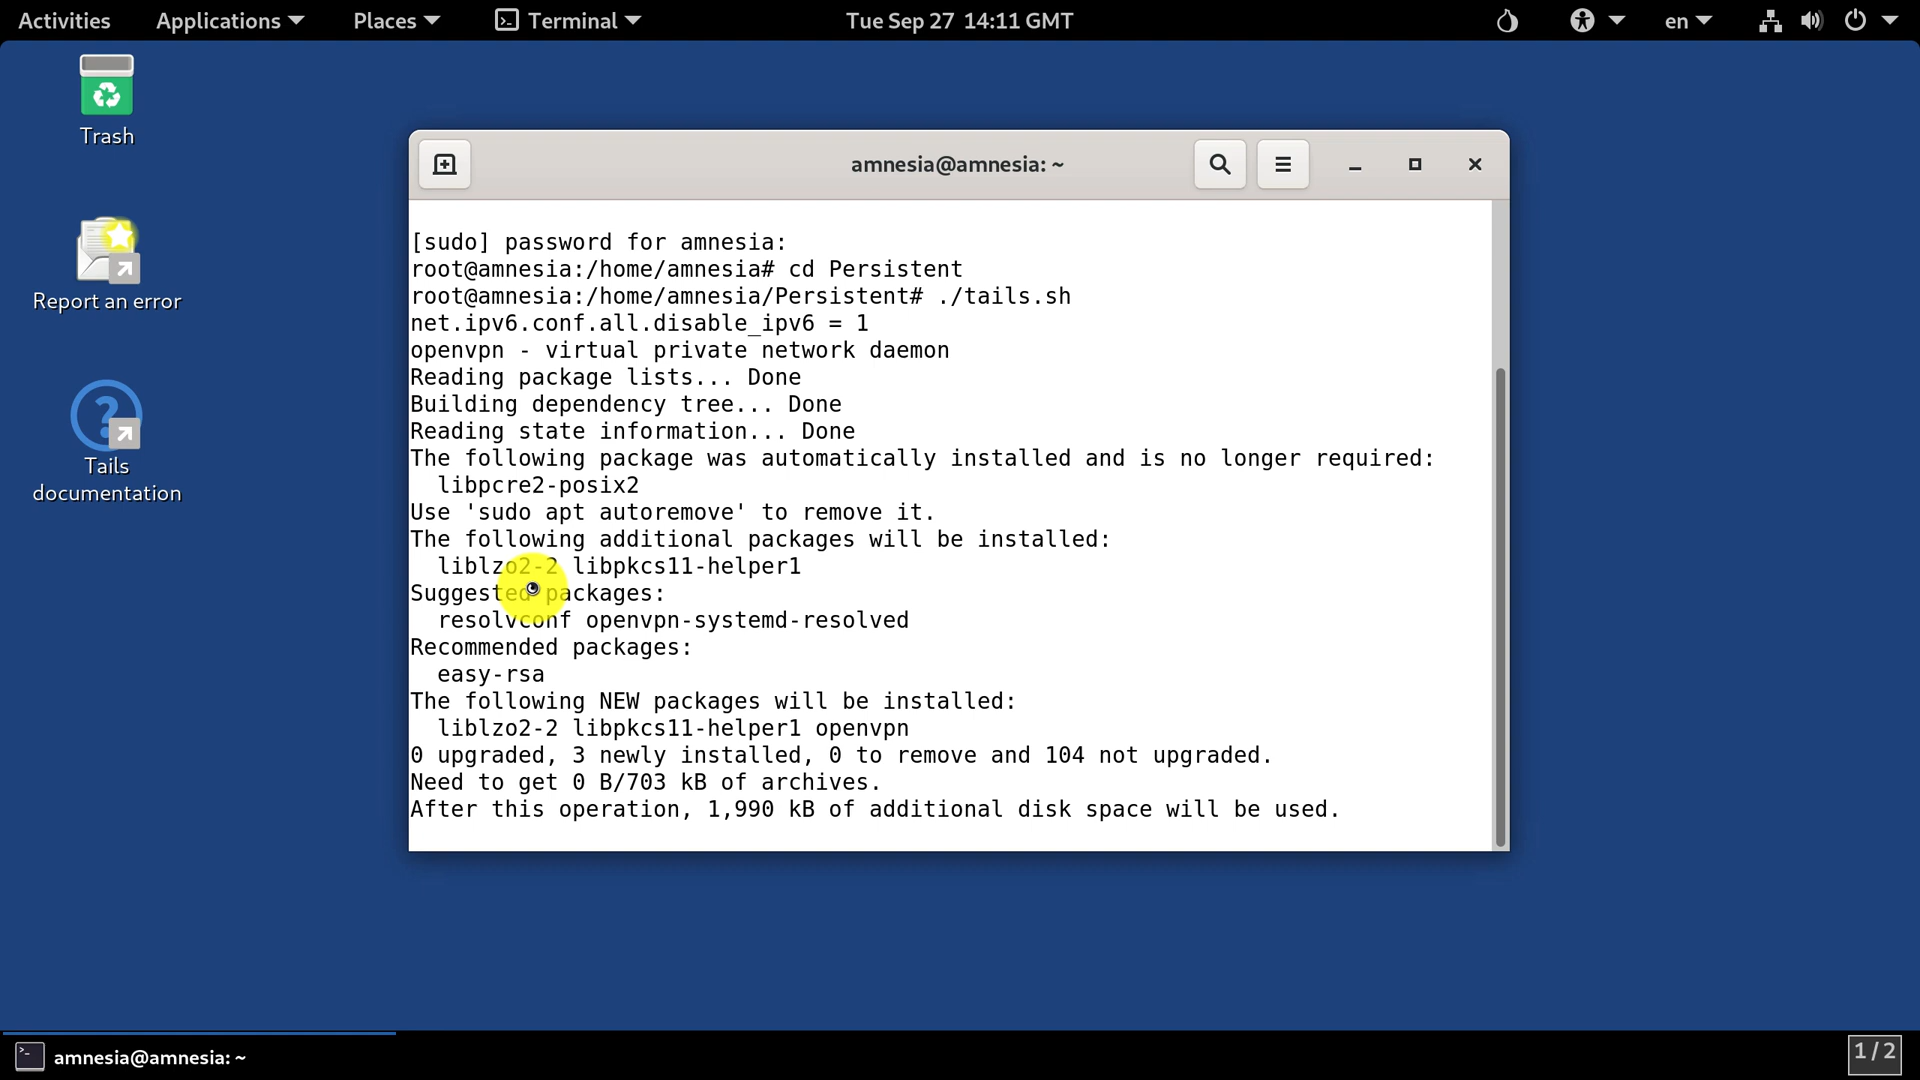 Activities Applications Places Terminal Tue Sep 27 14:11 GMT en
Trash
Report an error
Tails
documentation
amnesia@amnesia: ~
[sudo] password for amnesia:
root@amnesia:/home/amnesia# cd Persistent
root@amnesia:/home/amnesia/Persistent# ./tails.sh
net.ipv6.conf.all.disable_ipv6 = 1
openvpn - virtual private network daemon
Reading package lists... Done
Building dependency tree... Done
Reading state information... Done
The following package was automatically installed and is no longer required:
  libpcre2-posix2
Use 'sudo apt autoremove' to remove it.
The following additional packages will be installed:
  liblzo2-2 libpkcs11-helper1
Suggested packages:
  resolvconf openvpn-systemd-resolved
Recommended packages:
  easy-rsa
The following NEW packages will be installed:
  liblzo2-2 libpkcs11-helper1 openvpn
0 upgraded, 3 newly installed, 0 to remove and 104 not upgraded.
Need to get 0 B/703 kB of archives.
After this operation, 1,990 kB of additional disk space will be used.
amnesia@amnesia: ~
1/2